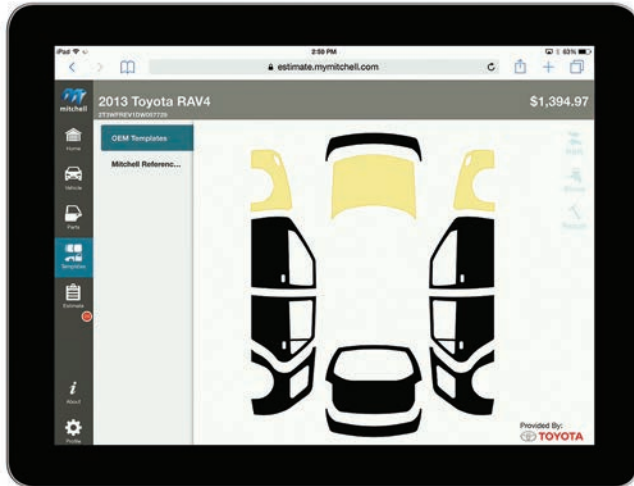 iPad
2:59 PM
63%
estimate.mymitchell.com
mitchell
2013 Toyota RAV4
$1,394.97
Home
OEM Templates
Mitchell Referenc...
Vehicle
Parts
Templates
Estimate
About
Profile
Provided By:
TOYOTA